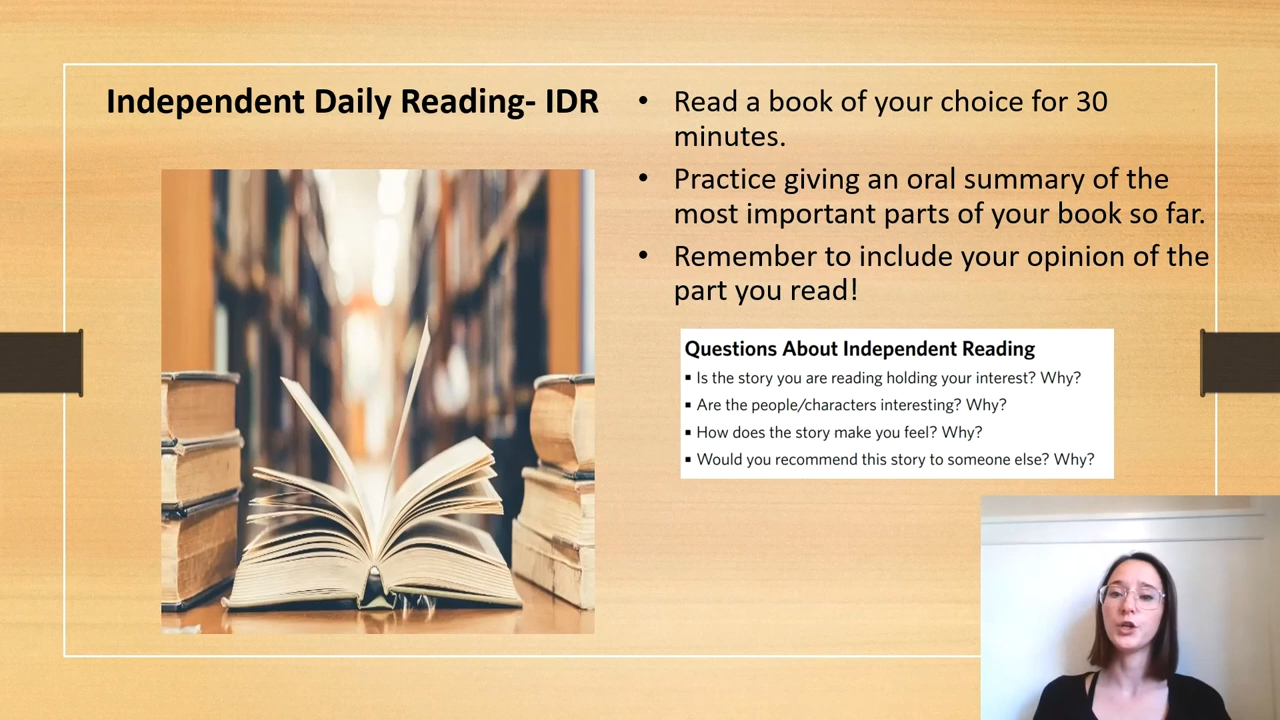 Independent Daily Reading- IDR
• Read a book of your choice for 30
minutes.
• Practice giving an oral summary of the
most important parts of your book so far.
• Remember to include your opinion of the
part you read!
Questions About Independent Reading
▪ Is the story you are reading holding your interest? Why?
▪ Are the people/characters interesting? Why?
▪ How does the story make you feel? Why?
▪ Would you recommend this story to someone else? Why?